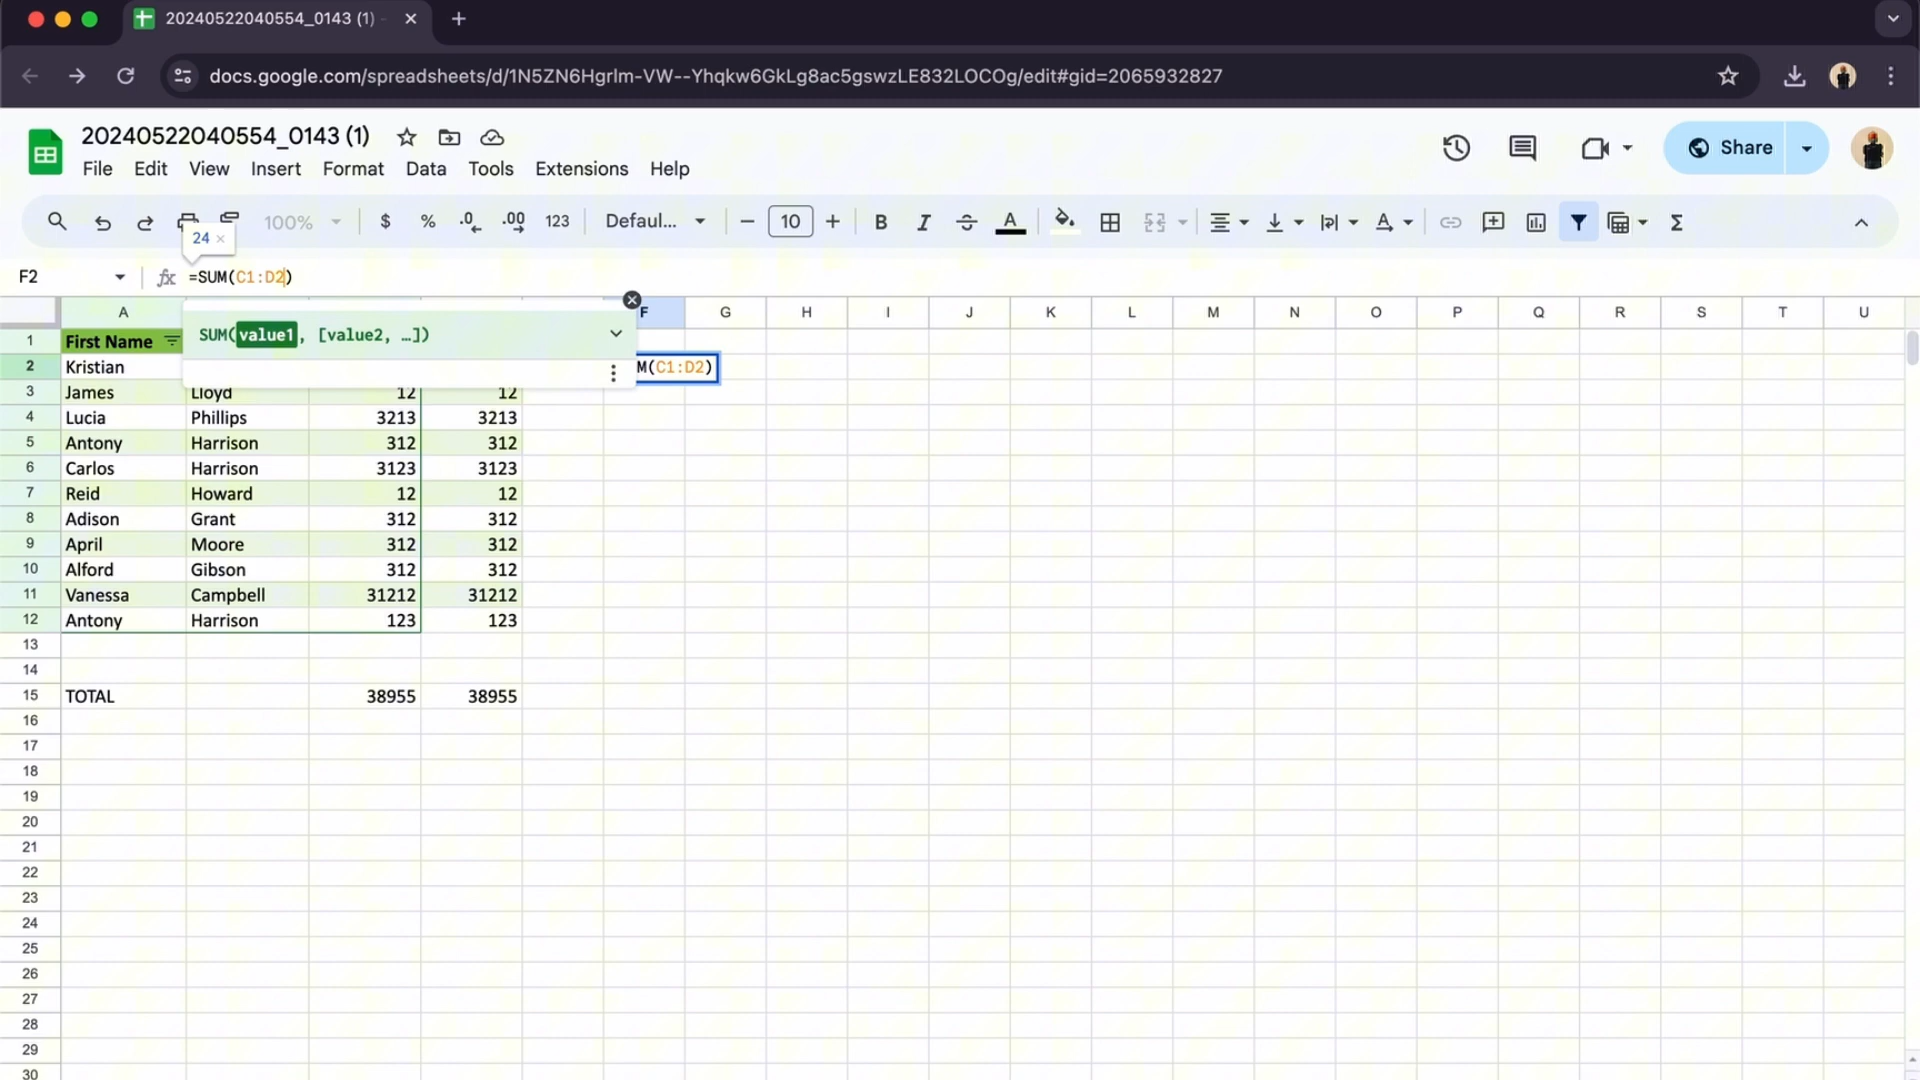 20240522040554_0143 (1) -
docs.google.com/spreadsheets/d/1N5ZN6Hgrlm-VW--Yhqkw6GkLg8ac5gswzLE832LOCOg/edit#gid=2065932827
20240522040554_0143 (1)
File Edit View Insert Format Data Tools Extensions Help
Share
100% $ % .0 .00 123 Defaul... 10 B I A A Σ
24 ×
F2 fx =SUM(C1:D2)
A F G H I J K L M N O P Q R S T U
SUM(value1, [value2, …])
1 First Name
2 Kristian M(C1:D2)
3 James Lloyd 12 12
4 Lucia Phillips 3213 3213
5 Antony Harrison 312 312
6 Carlos Harrison 3123 3123
7 Reid Howard 12 12
8 Adison Grant 312 312
9 April Moore 312 312
10 Alford Gibson 312 312
11 Vanessa Campbell 31212 31212
12 Antony Harrison 123 123
13
14
15 TOTAL 38955 38955
16
17
18
19
20
21
22
23
24
25
26
27
28
29
30